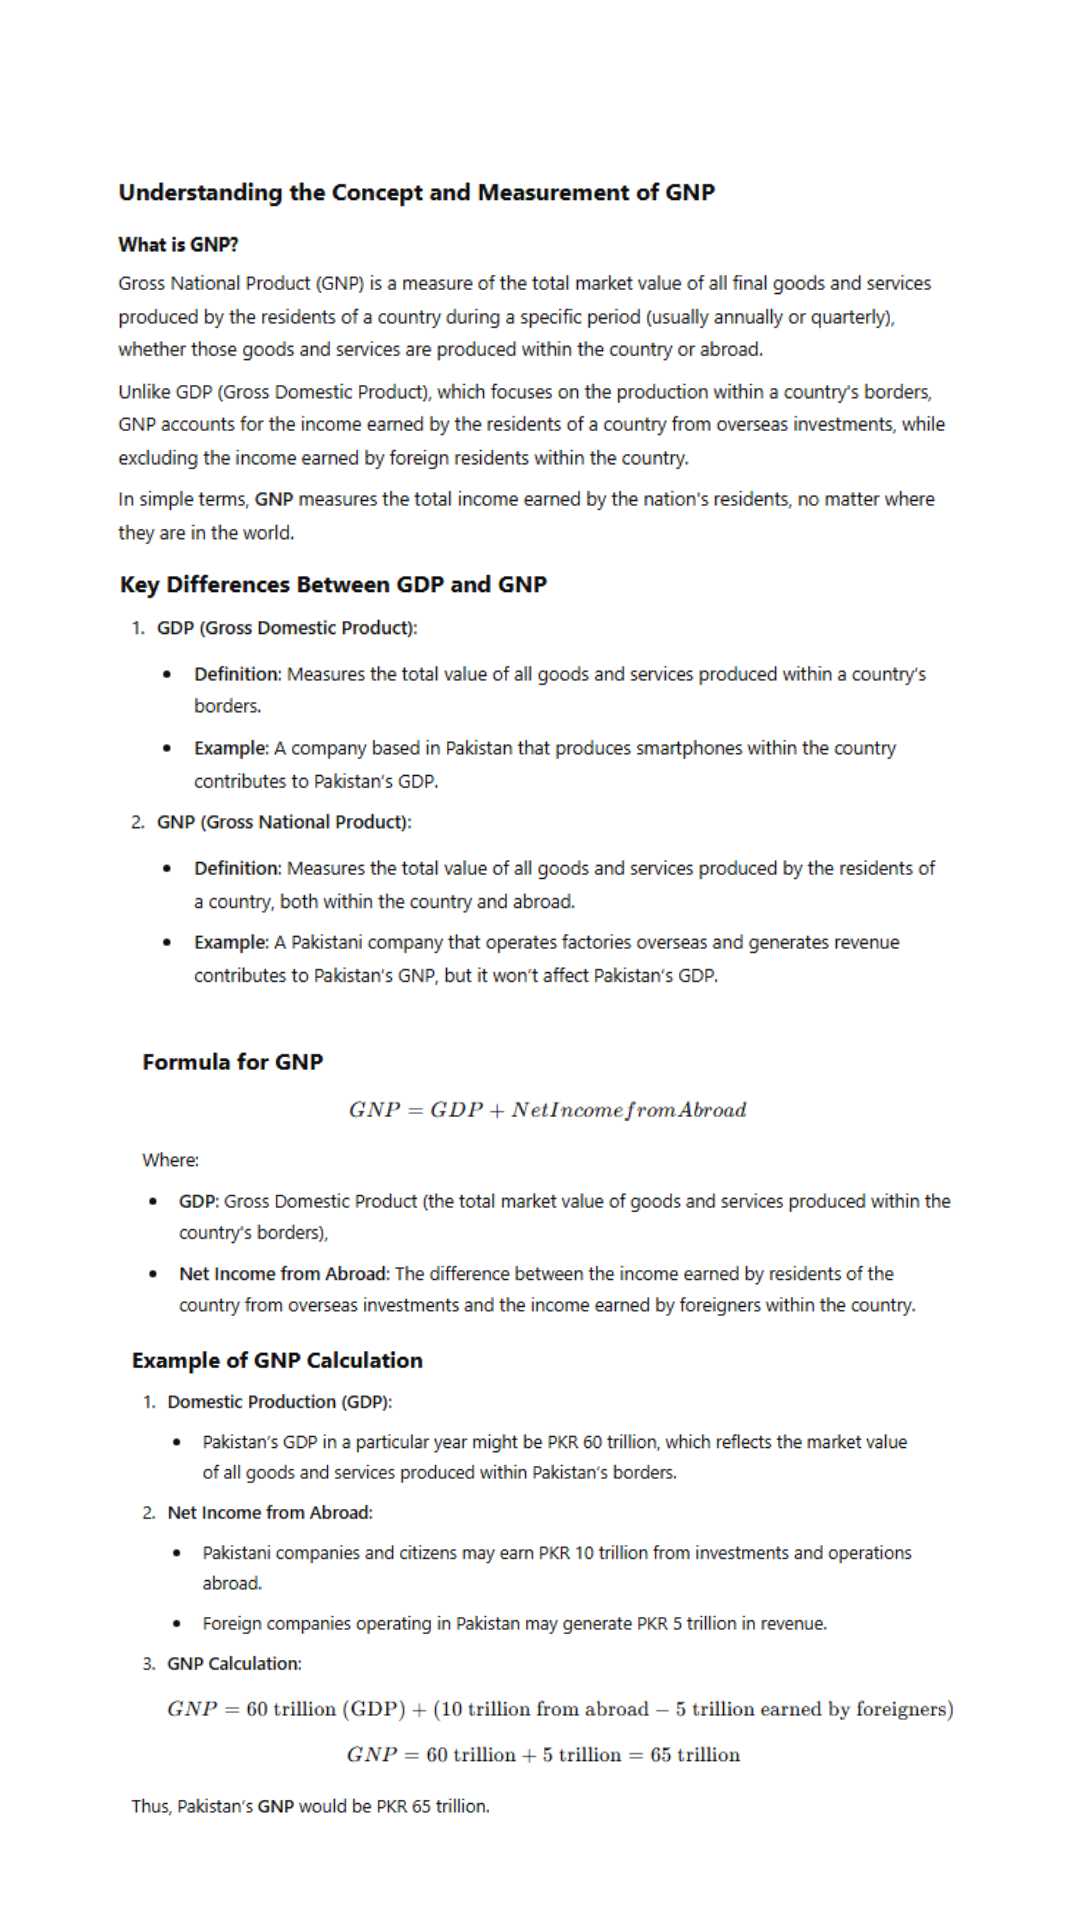 Understanding the Concept and Measurement of GNP
What is GNP?
Gross National Product (GNP) is a measure of the total market value of all final goods and services
produced by the residents of a country during a specific period (usually annually or quarterly),
whether those goods and services are produced within the country or abroad.
Unlike GDP (Gross Domestic Product), which focuses on the production within a country's borders,
GNP accounts for the income earned by the residents of a country from overseas investments, while
excluding the income earned by foreign residents within the country.
In simple terms, GNP measures the total income earned by the nation's residents, no matter where
they are in the world.
Key Differences Between GDP and GNP
1. GDP (Gross Domestic Product):
• Definition: Measures the total value of all goods and services produced within a country's
borders.
• Example: A company based in Pakistan that produces smartphones within the country
contributes to Pakistan's GDP.
2. GNP (Gross National Product):
• Definition: Measures the total value of all goods and services produced by the residents of
a country, both within the country and abroad.
• Example: A Pakistani company that operates factories overseas and generates revenue
contributes to Pakistan's GNP, but it won't affect Pakistan's GDP.
Formula for GNP
GNP = GDP + NetIncomefromAbroad
Where:
• GDP: Gross Domestic Product (the total market value of goods and services produced within the
country's borders),
• Net Income from Abroad: The difference between the income earned by residents of the
country from overseas investments and the income earned by foreigners within the country.
Example of GNP Calculation
1. Domestic Production (GDP):
• Pakistan's GDP in a particular year might be PKR 60 trillion, which reflects the market value
of all goods and services produced within Pakistan's borders.
2. Net Income from Abroad:
• Pakistani companies and citizens may earn PKR 10 trillion from investments and operations
abroad.
• Foreign companies operating in Pakistan may generate PKR 5 trillion in revenue.
3. GNP Calculation:
GNP = 60 trillion (GDP) + (10 trillion from abroad − 5 trillion earned by foreigners)
GNP = 60 trillion + 5 trillion = 65 trillion
Thus, Pakistan's GNP would be PKR 65 trillion.